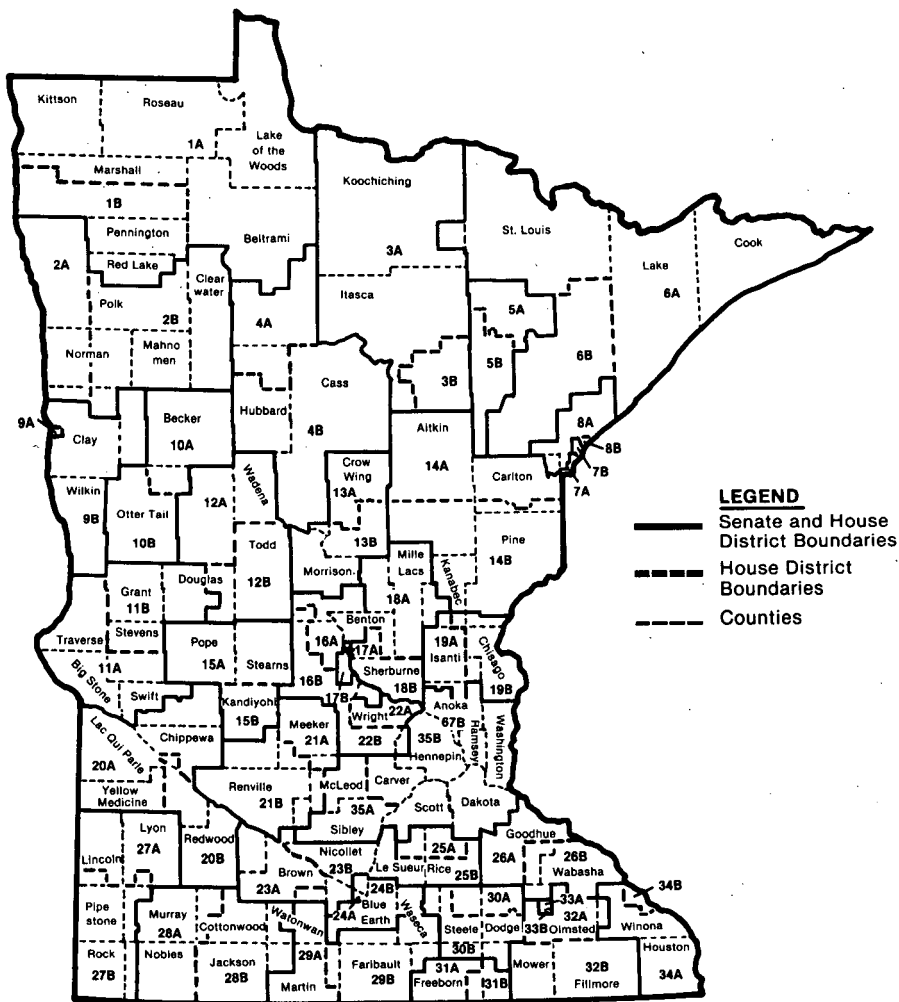 Kittson
Roseau
1A
Lake
of the
Woods
Marshall
1B
Koochiching
Pennington
Beltrami
3A
St. Louis
Cook
Lake
6A
2A
Red Lake
Clear
water
Polk
2B
Itasca
4A
5A
Norman
Mahno
men
3B
5B
6B
Cass
Hubbard
4B
Becker
10A
9A
Clay
Aitkin
14A
8A
8B
7B
7A
Crow
Wing
13A
Carlton
Wadena
12A
Wilkin
9B
Otter Tail
10B
13B
Pine
14B
LEGEND
Senate and House
District Boundaries
House District
Boundaries
Counties
Todd
12B
Morrison
Mille
Lacs
18A
Kanabec
Grant
11B
Douglas
Benton
Stevens
Traverse
11A
Pope
15A
Stearns
16A
17A
19A
Isanti
Chisago
19B
16B
Sherburne
18B
Big Stone
Swift
17B
22A
Kandiyohi
15B
Wright
Anoka
67B
Meeker
21A
22B
35B
Hennepin
Ramsey
Washington
Lac Qui Parle
20A
Chippewa
Yellow
Medicine
Renville
21B
McLeod
Carver
Scott
Dakota
35A
Sibley
Goodhue
Lyon
27A
Redwood
20B
Nicollet
23B
25A
26A
26B
Wabasha
Lincoln
Brown
23A
Le Sueur
Rice
25B
24B
34B
Pipe
stone
Murray
28A
Cottonwood
Watonwan
24A
Blue
Earth
Waseca
30A
33A
33B
32A
Olmsted
Winona
Steele
30B
Dodge
Rock
27B
Nobles
Jackson
28B
29A
Martin
Faribault
29B
31A
Freeborn
31B
Mower
32B
Fillmore
Houston
34A